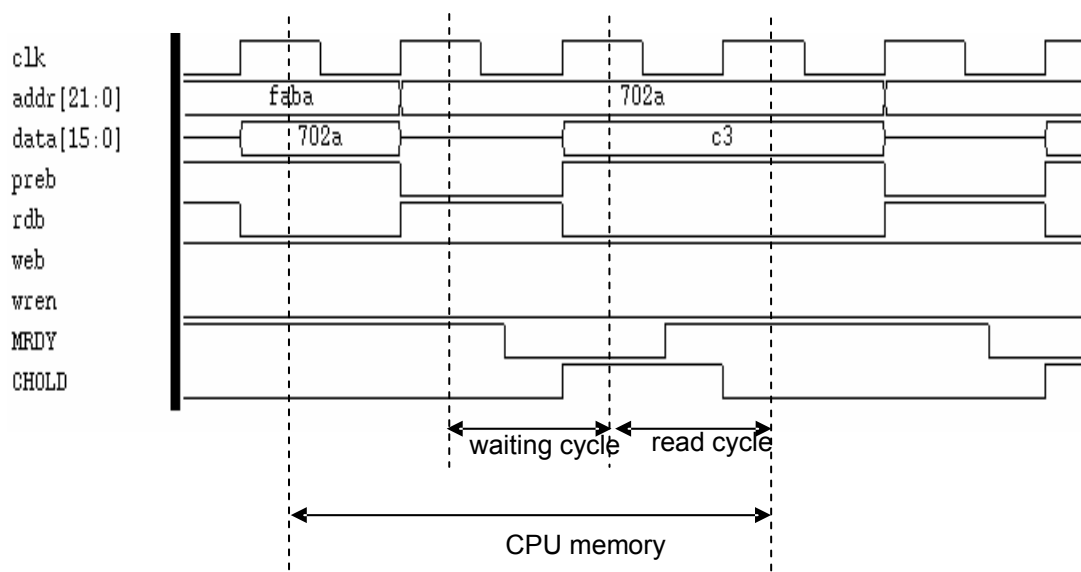 clk
addr[21:0] faba 702a
data[15:0] 702a c3
preb
rdb
web
wren
MRDY
CHOLD
waiting cycle read cycle
CPU memory